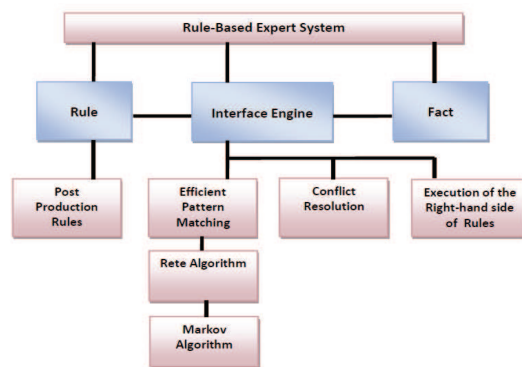 Rule-Based Expert System
Rule
Interface Engine
Fact
Post
Production
Rules
Efficient
Pattern
Matching
Conflict
Resolution
Execution of the
Right-hand side
of Rules
Rete Algorithm
Markov
Algorithm